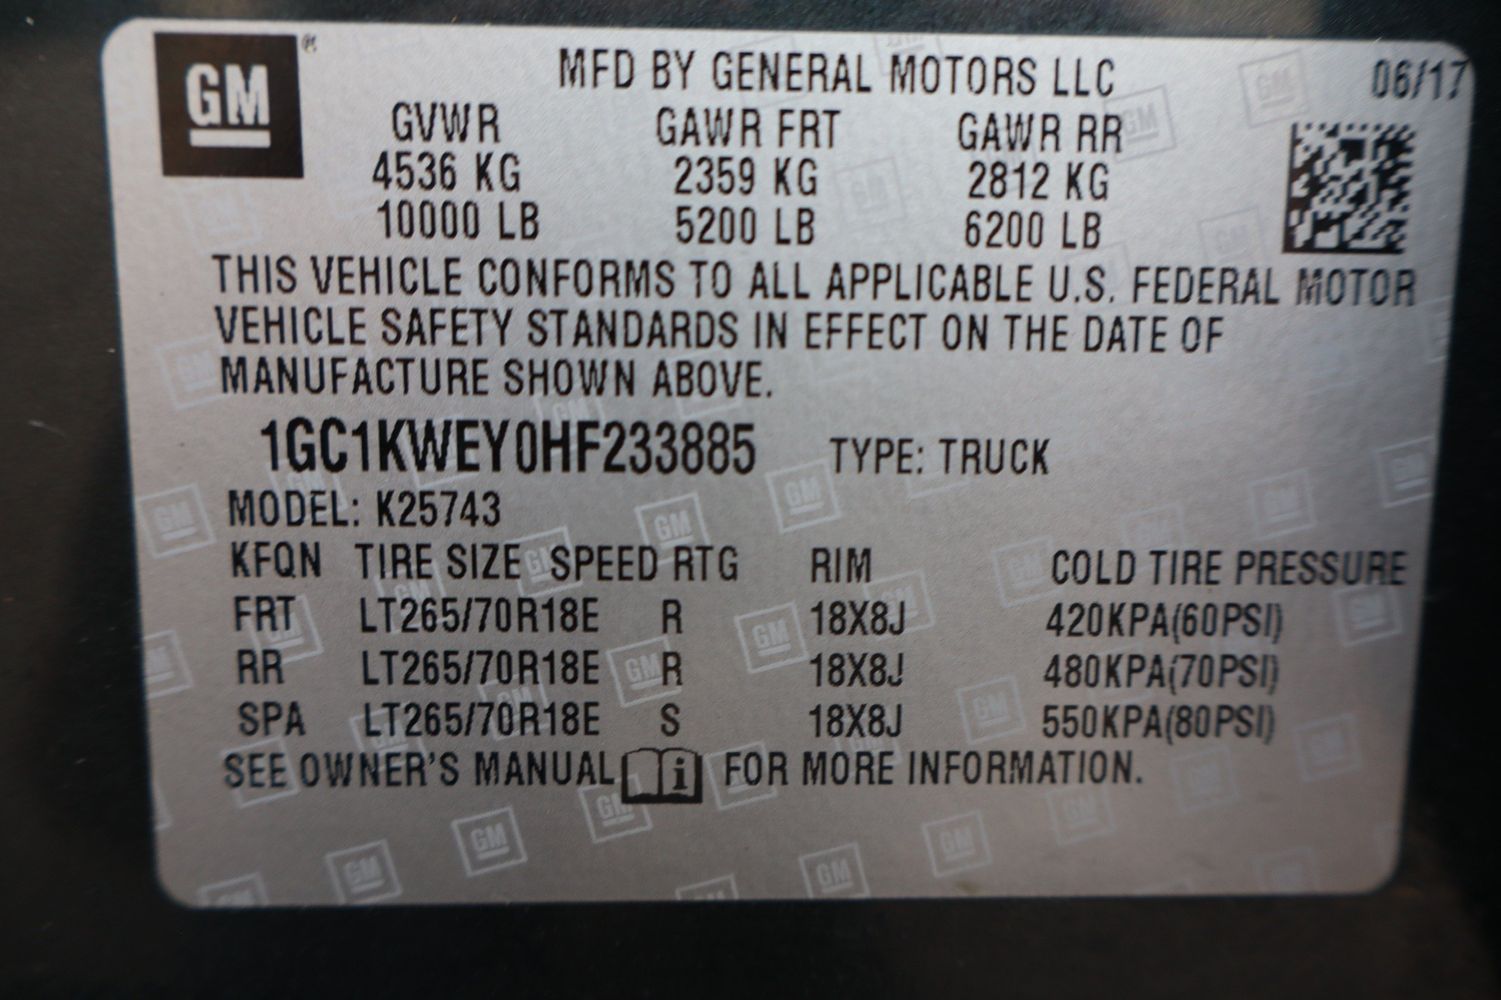 GM ®
MFD BY GENERAL MOTORS LLC 06/17
GVWR GAWR FRT GAWR RR
4536 KG 2359 KG 2812 KG
10000 LB 5200 LB 6200 LB
THIS VEHICLE CONFORMS TO ALL APPLICABLE U.S. FEDERAL MOTOR
VEHICLE SAFETY STANDARDS IN EFFECT ON THE DATE OF
MANUFACTURE SHOWN ABOVE.
1GC1KWEY0HF233885 TYPE: TRUCK
MODEL: K25743
KFQN TIRE SIZE SPEED RTG RIM COLD TIRE PRESSURE
FRT LT265/70R18E R 18X8J 420KPA(60PSI)
RR LT265/70R18E R 18X8J 480KPA(70PSI)
SPA LT265/70R18E S 18X8J 550KPA(80PSI)
SEE OWNER'S MANUAL i FOR MORE INFORMATION.